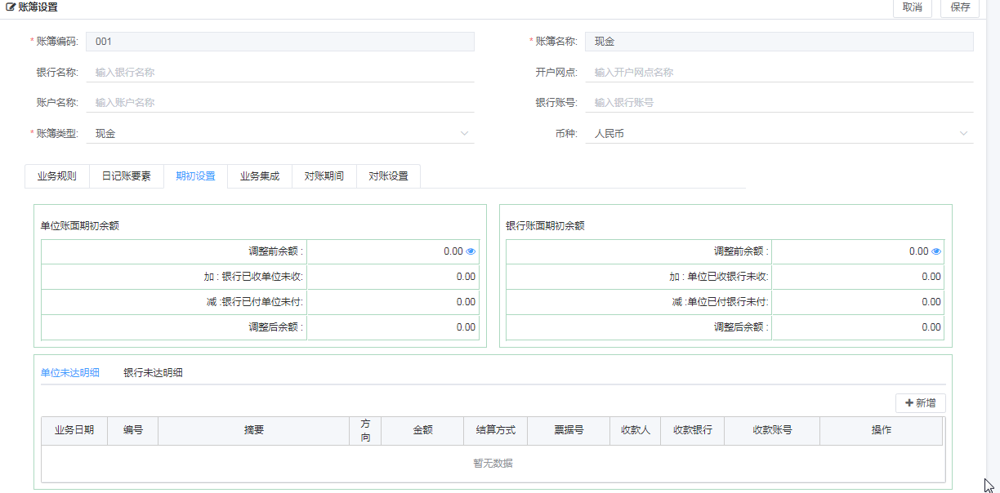 账簿设置 取消 保存
* 账簿编码: 001 * 账簿名称: 现金
银行名称: 输入银行名称 开户网点: 输入开户网点名称
账户名称: 输入账户名称 银行账号: 输入银行账号
* 账簿类型: 现金 币种: 人民币
业务规则 日记账要素 期初设置 业务集成 对账期间 对账设置
单位账面期初余额 银行账面期初余额
调整前余额 : 0.00 调整前余额 : 0.00
加 : 银行已收单位未收: 0.00 加 : 单位已收银行未收: 0.00
减 :银行已付单位未付: 0.00 减 :单位已付银行未付: 0.00
调整后余额 : 0.00 调整后余额 : 0.00
单位未达明细 银行未达明细
+ 新增
业务日期 编号 摘要 方向 金额 结算方式 票据号 收款人 收款银行 收款账号 操作
暂无数据